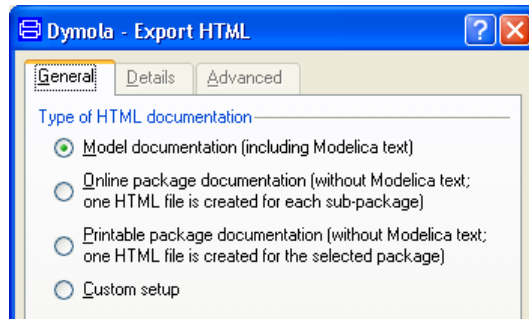 Dymola - Export HTML
General Details Advanced
Type of HTML documentation
Model documentation (including Modelica text)
Online package documentation (without Modelica text;
one HTML file is created for each sub-package)
Printable package documentation (without Modelica text;
one HTML file is created for the selected package)
Custom setup